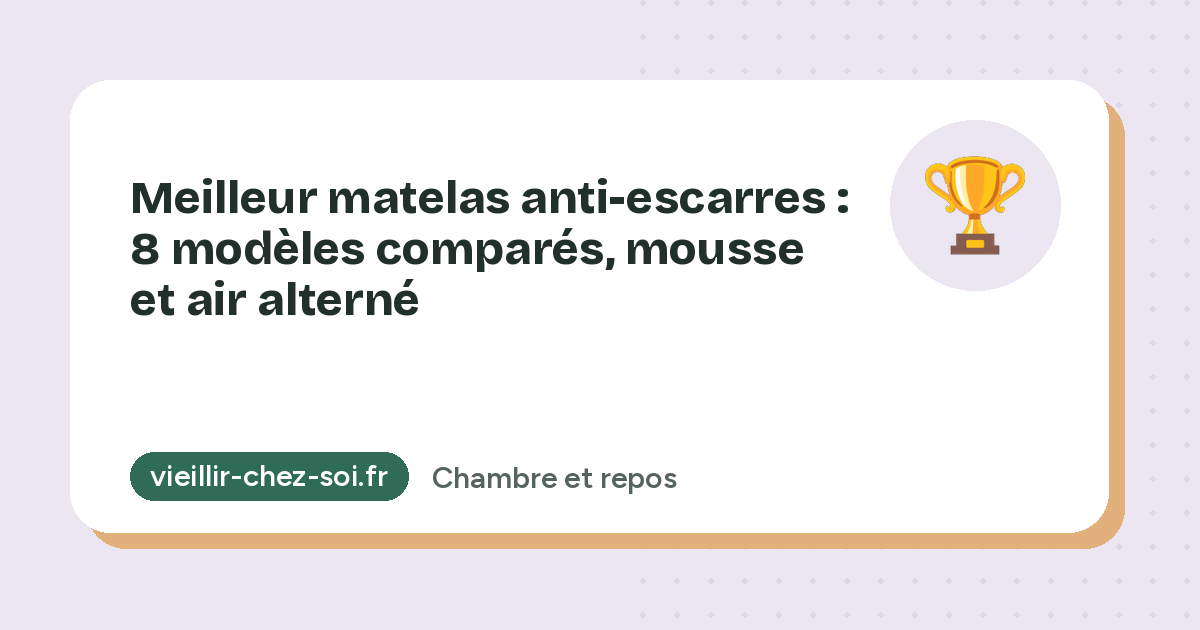 Meilleur matelas anti-escarres :
8 modèles comparés, mousse
et air alterné
vieillir-chez-soi.fr
Chambre et repos